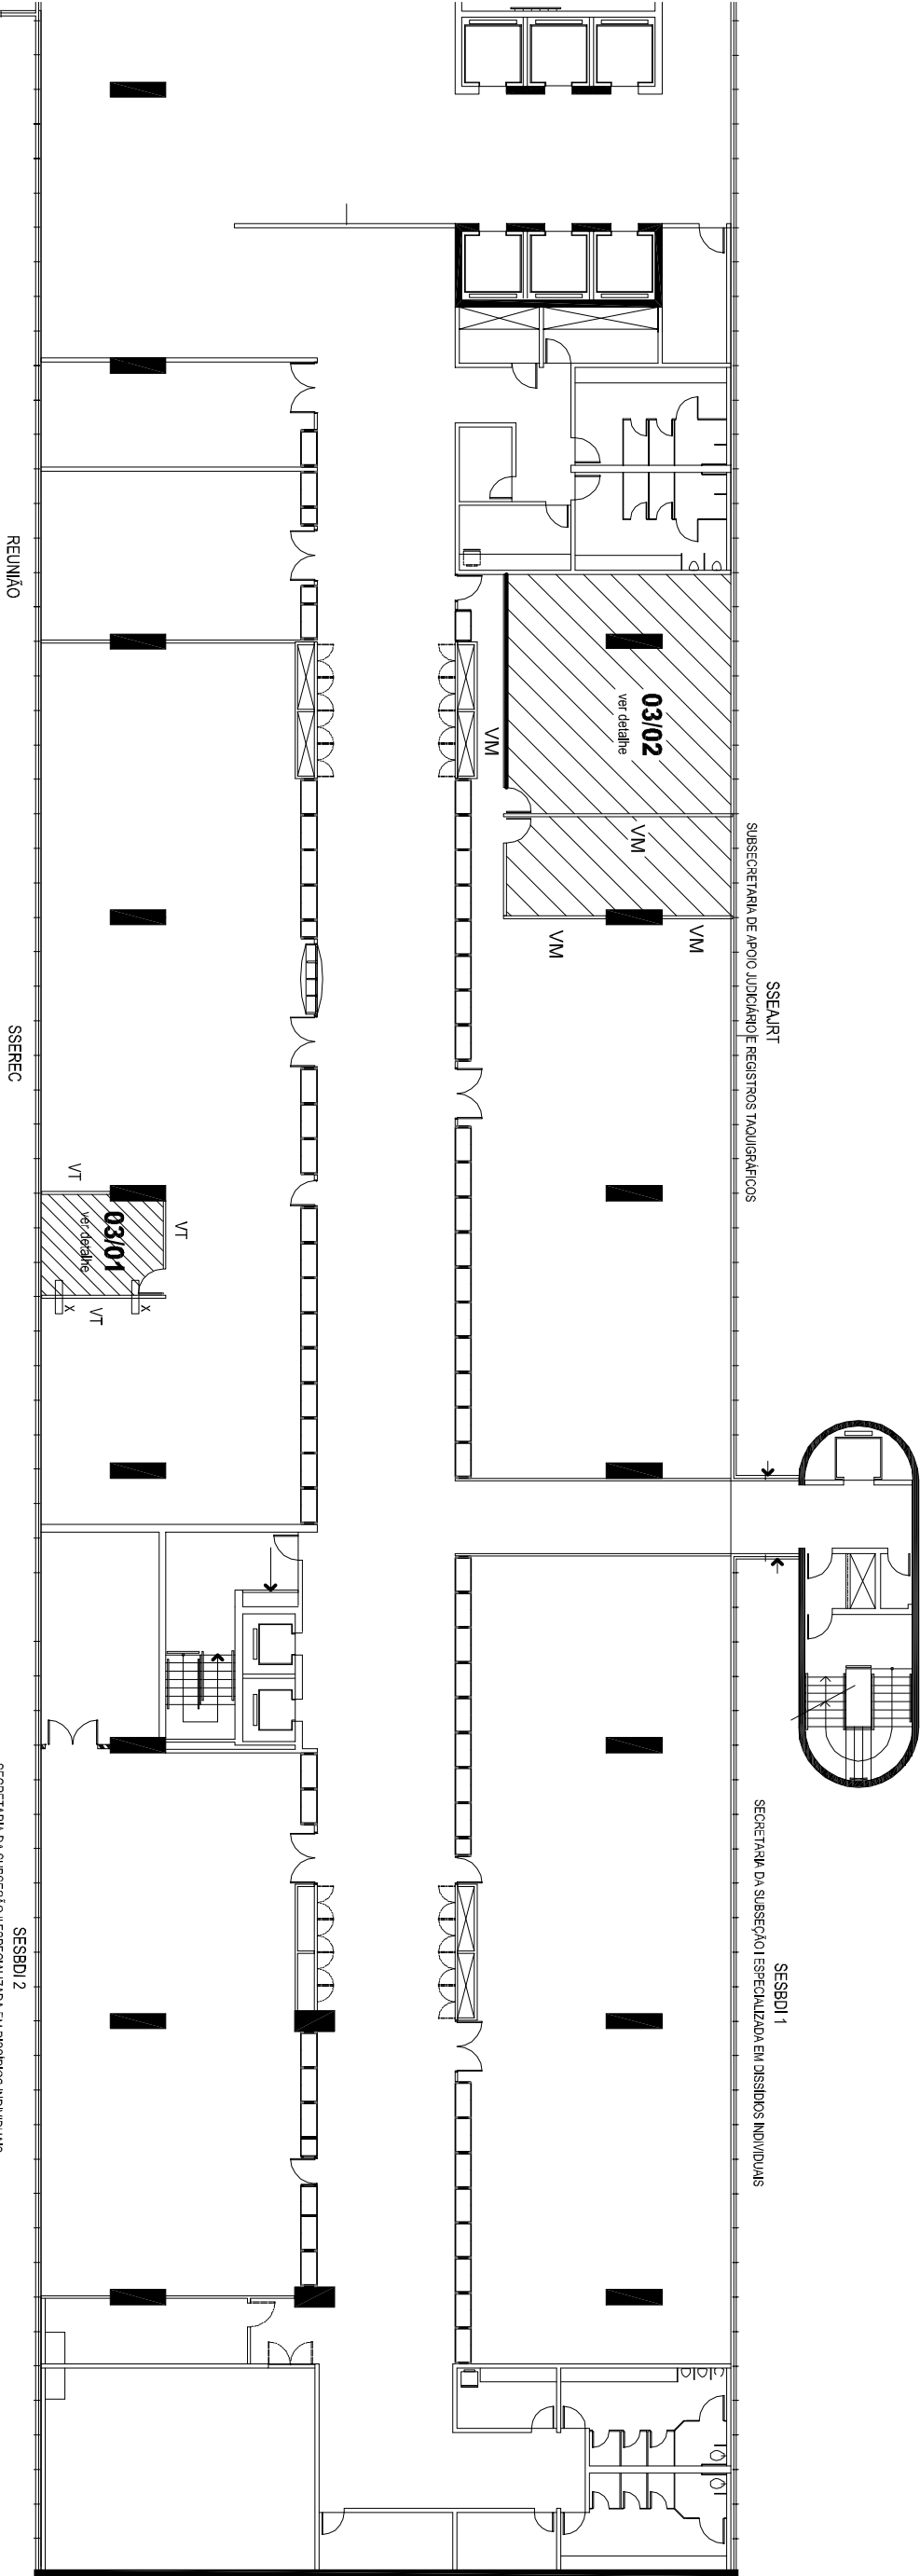 SSEAJRT
SUBSECRETARIA DE APOIO JUDICIÁRIO E REGISTROS TAQUIGRÁFICOS
03/02
ver detalhe
VM
VM
VM
VM
REUNIÃO
SSEREC
03/01
ver detalhe
VT
VT
VT
X
X
SESBDI 1
SECRETARIA DA SUBSEÇÃO I ESPECIALIZADA EM DISSÍDIOS INDIVIDUAIS
SESBDI 2